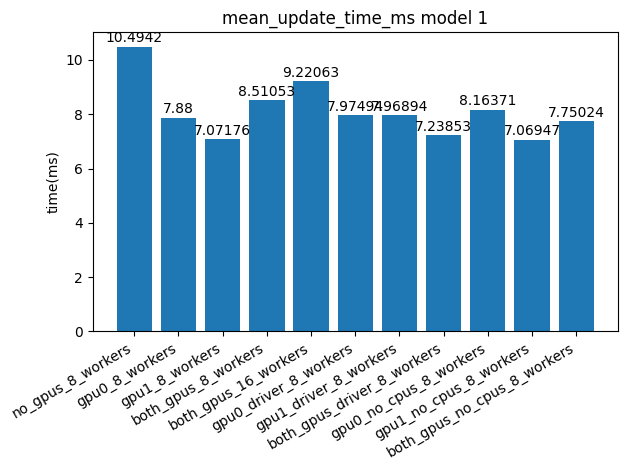 mean_update_time_ms model 1
10.4942
7.88
7.07176
8.51053
9.22063
7.97494
7.96894
7.23853
8.16371
7.06947
7.75024
time(ms)
10
8
6
4
2
0
no_gpus_8_workers
gpu0_8_workers
gpu1_8_workers
both_gpus_8_workers
both_gpus_16_workers
gpu0_driver_8_workers
gpu1_driver_8_workers
both_gpus_driver_8_workers
gpu0_no_cpus_8_workers
gpu1_no_cpus_8_workers
both_gpus_no_cpus_8_workers